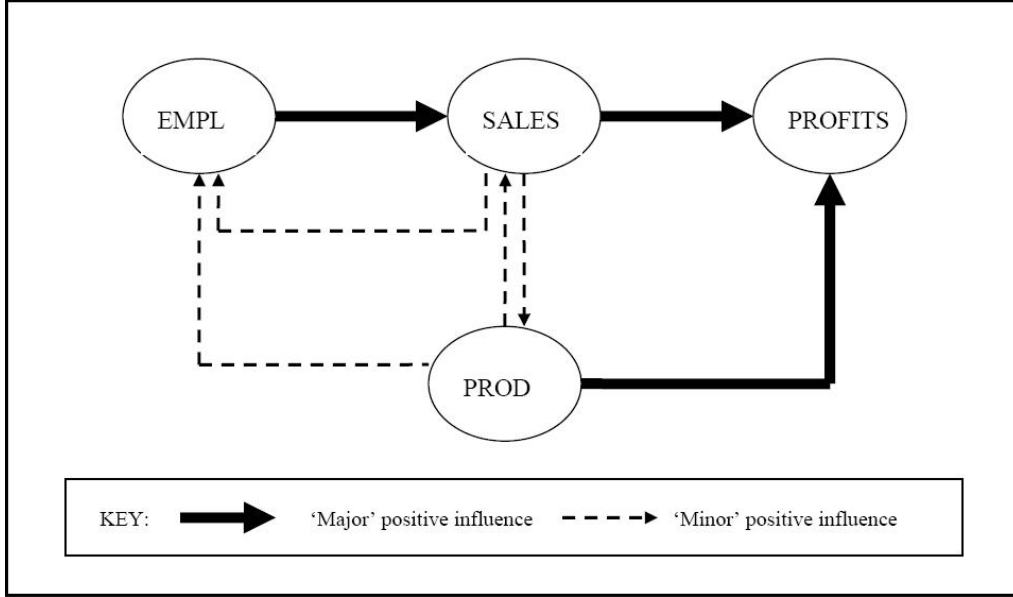 EMPL
SALES
PROFITS
PROD
KEY:
‘Major’ positive influence
‘Minor’ positive influence